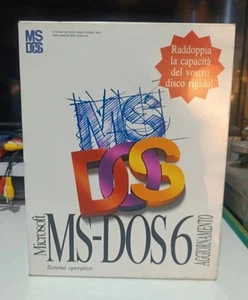 MS
DOS
Raddoppia
la capacità
del vostro
disco rigido!
MS
DOS
Microsoft
MS-DOS 6
AGGIORNAMENTO
Sistema operativo